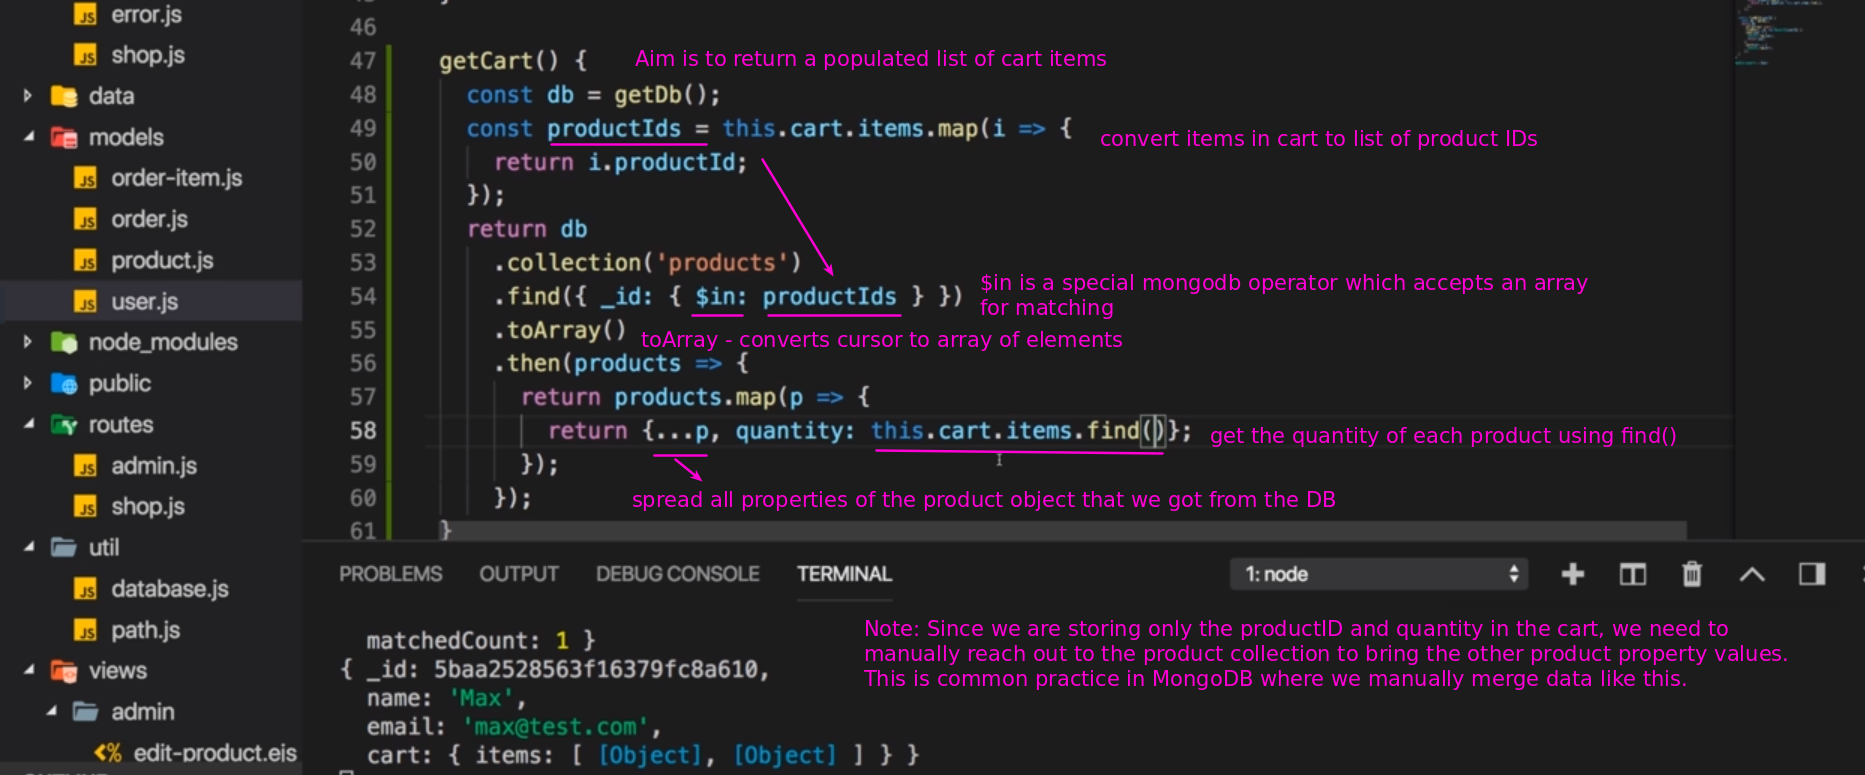 error.js
shop.js
data
models
order-item.js
order.js
product.js
user.js
node_modules
public
routes
admin.js
shop.js
util
database.js
path.js
views
admin
edit-product.ejs
46
47 getCart() { Aim is to return a populated list of cart items
48 const db = getDb();
49 const productIds = this.cart.items.map(i => { convert items in cart to list of product IDs
50 return i.productId;
51 });
52 return db
53 .collection('products')
54 .find({ _id: { $in: productIds } }) $in is a special mongodb operator which accepts an array
for matching
55 .toArray() toArray - converts cursor to array of elements
56 .then(products => {
57 return products.map(p => {
58 return {...p, quantity: this.cart.items.find()}; get the quantity of each product using find()
59 });
spread all properties of the product object that we got from the DB
60 });
61 }
PROBLEMS OUTPUT DEBUG CONSOLE TERMINAL 1: node
matchedCount: 1 }
{ _id: 5baa2528563f16379fc8a610,
name: 'Max',
email: 'max@test.com',
cart: { items: [ [Object], [Object] ] } }
Note: Since we are storing only the productID and quantity in the cart, we need to
manually reach out to the product collection to bring the other product property values.
This is common practice in MongoDB where we manually merge data like this.